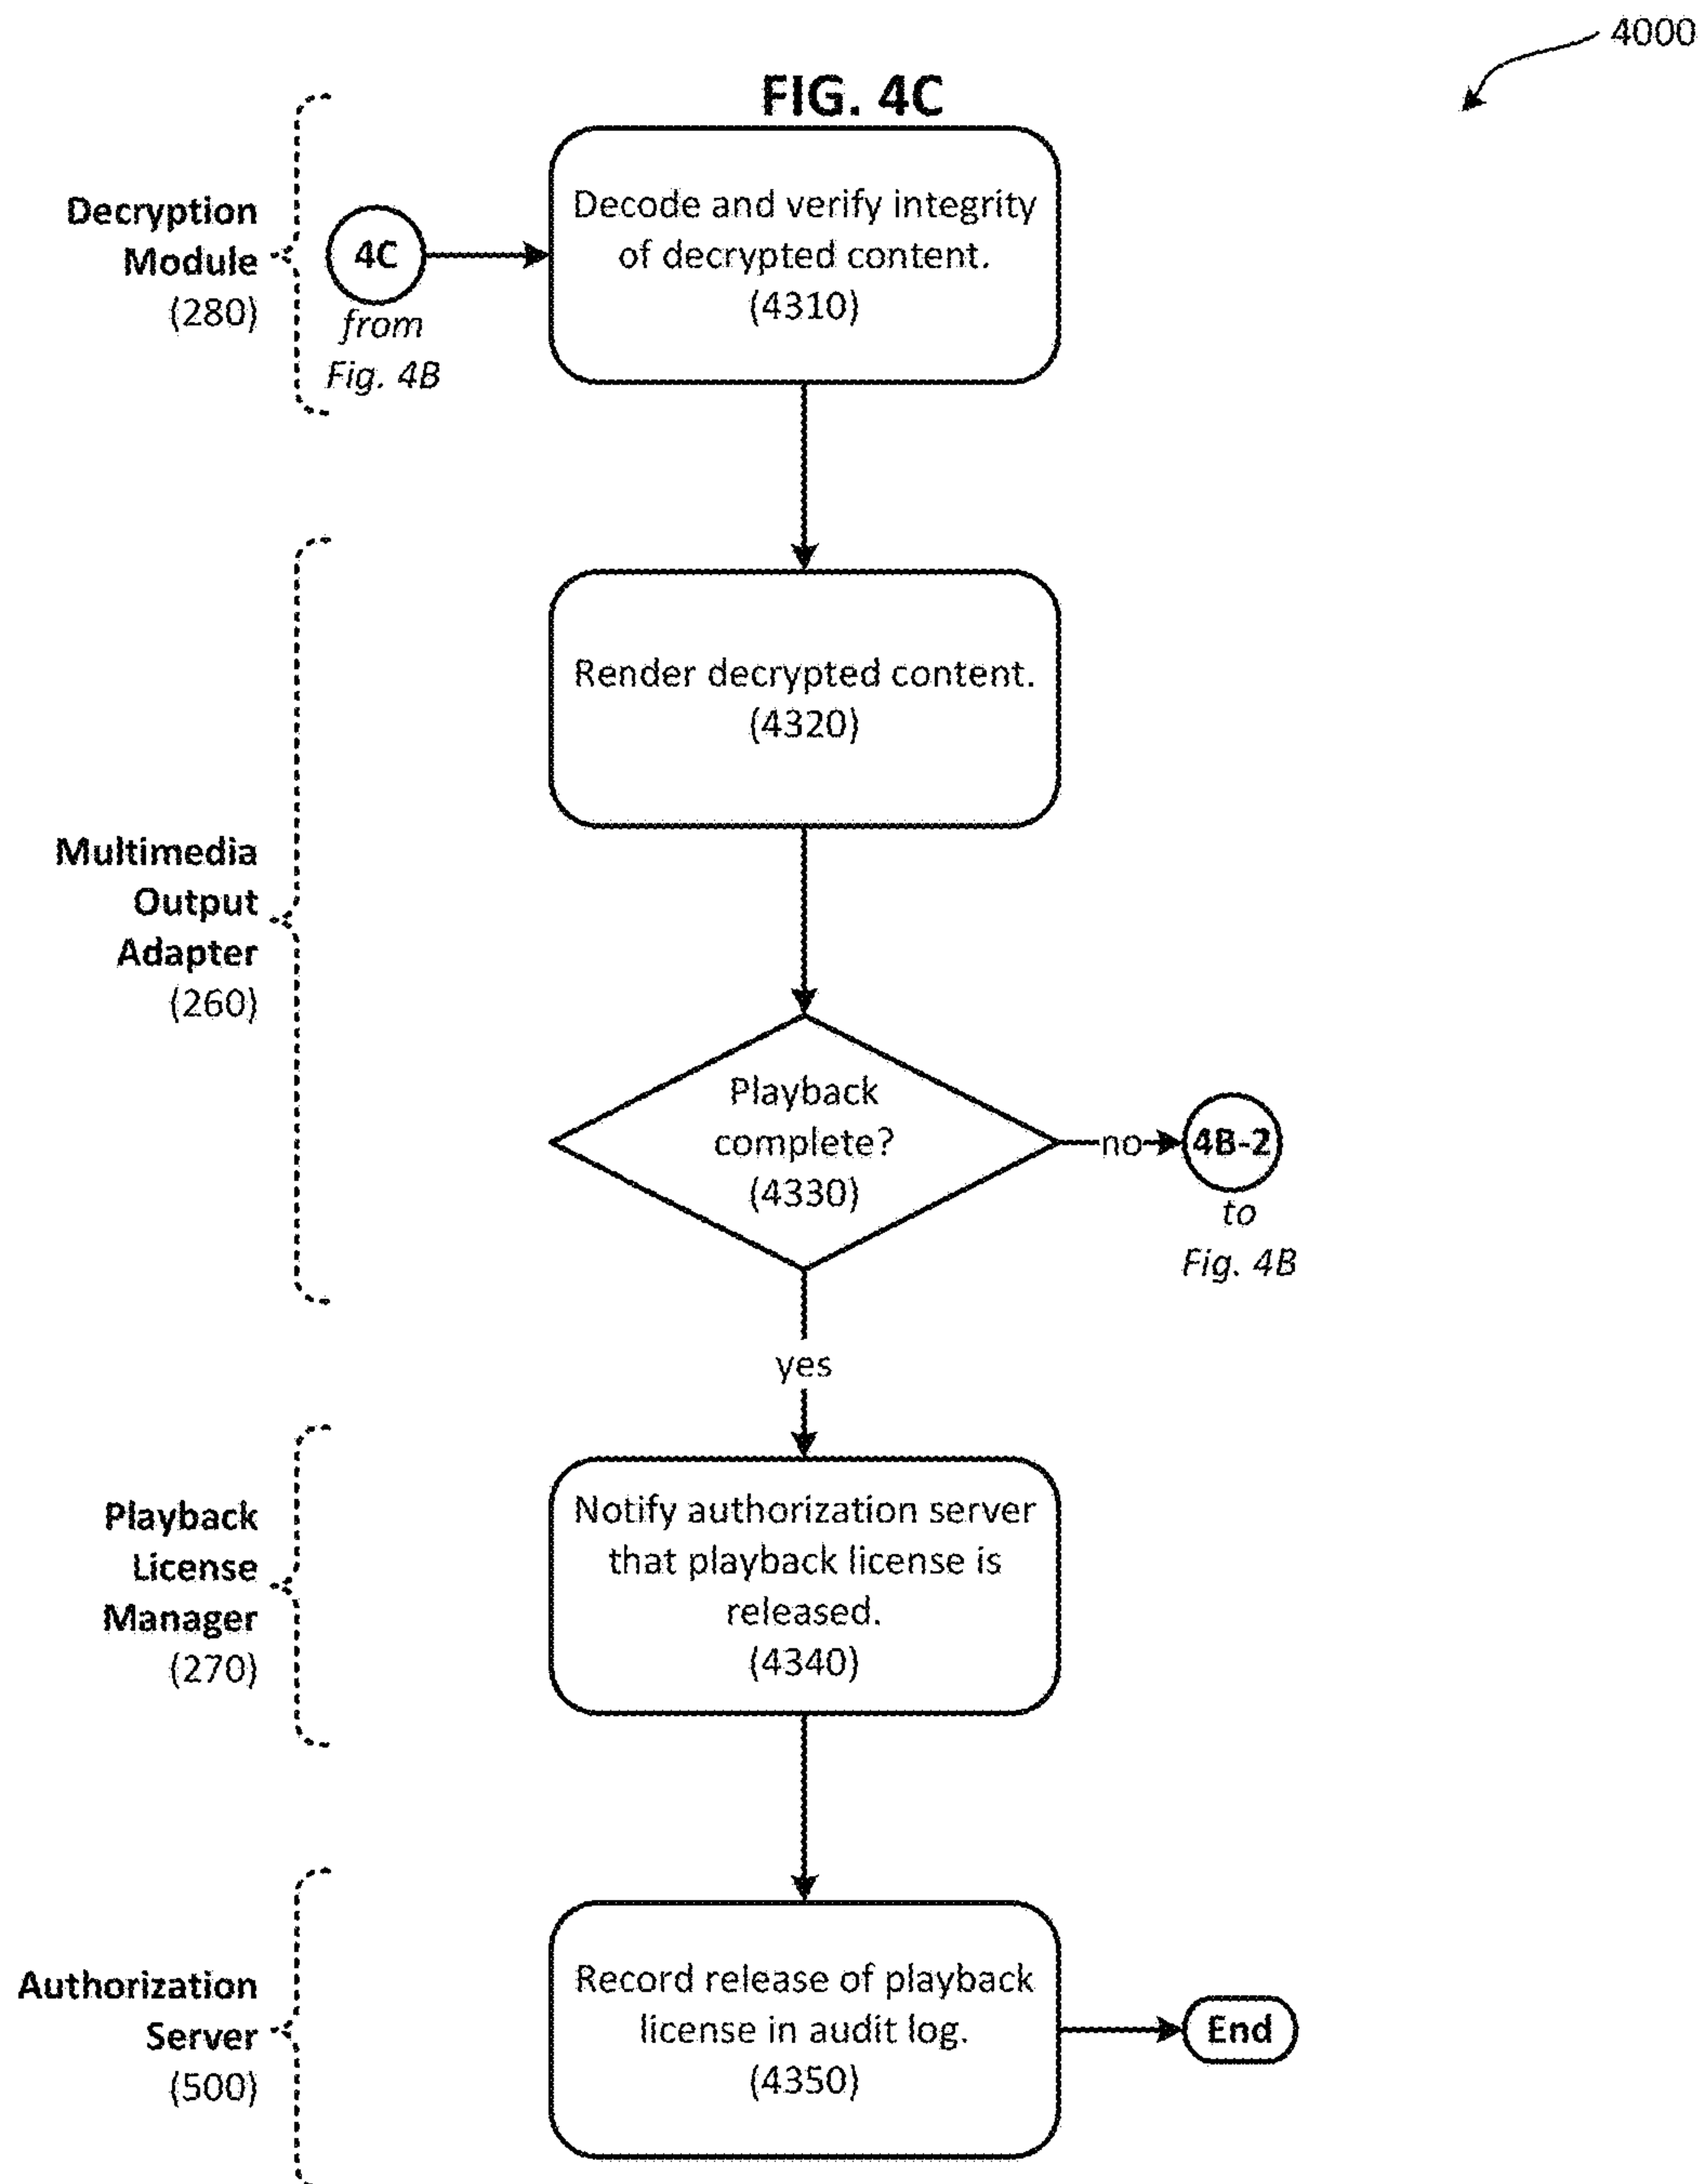 4000
FIG. 4C
Decryption
Module
(280)
4C
from
Fig. 4B
Decode and verify integrity
of decrypted content.
(4310)
Multimedia
Output
Adapter
(260)
Render decrypted content.
(4320)
Playback
complete?
(4330)
no
4B-2
to
Fig. 4B
yes
Playback
License
Manager
(270)
Notify authorization server
that playback license is
released.
(4340)
Authorization
Server
(500)
Record release of playback
license in audit log.
(4350)
End